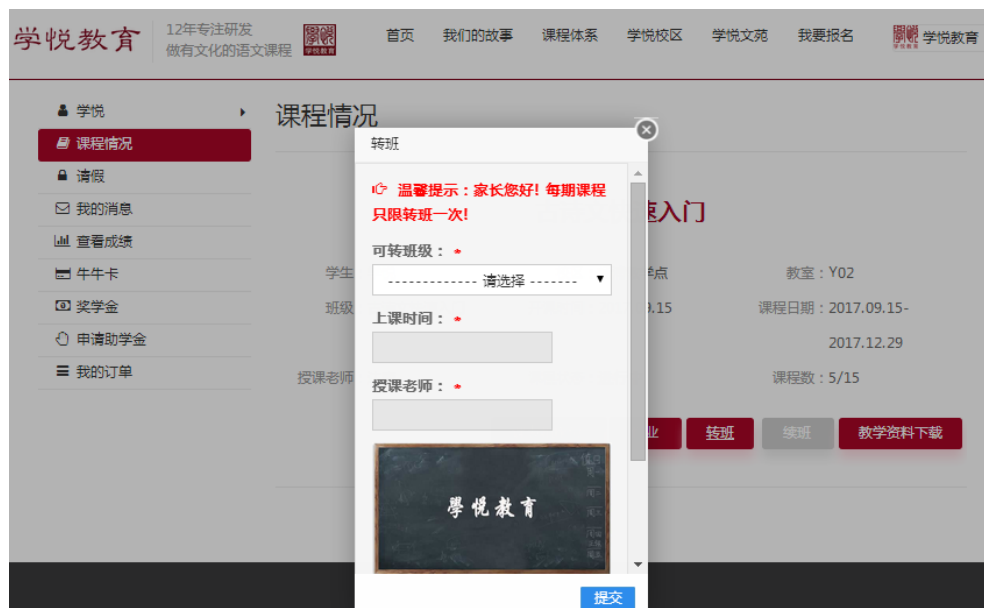 学悦教育
12年专注研发
做有文化的语文课程
学悦教育
首页 我们的故事 课程体系 学悦校区 学悦文苑 我要报名
学悦教育
学悦
课程情况
请假
我的消息
查看成绩
牛牛卡
奖学金
申请助学金
我的订单
课程情况
速入门
学生
学点
教室：Y02
班级
9.15
课程日期：2017.09.15-
2017.12.29
授课老师
课程数：5/15
业 转班 续班 教学资料下载
转班
温馨提示：家长您好! 每期课程
只限转班一次!
可转班级： *
------------- 请选择 -------
上课时间： *
授课老师： *
學悦教育
提交